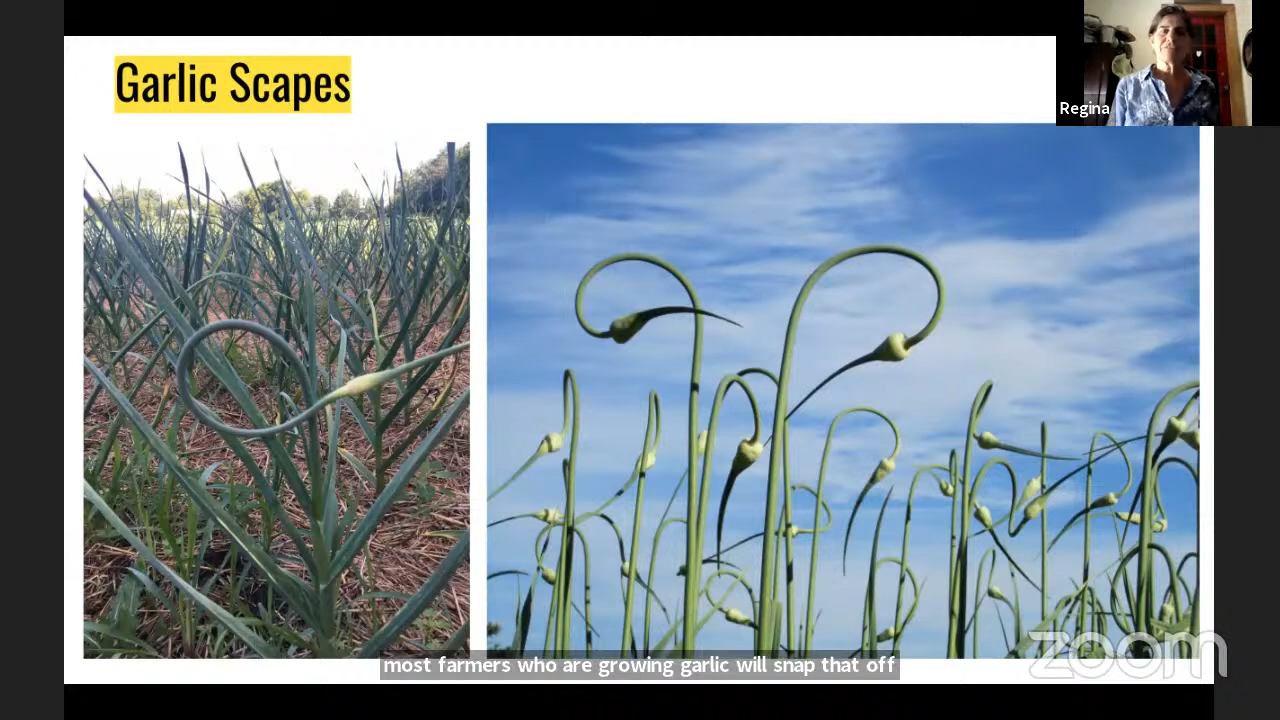 Garlic Scapes
Regina
most farmers who are growing garlic will snap that off
zoom